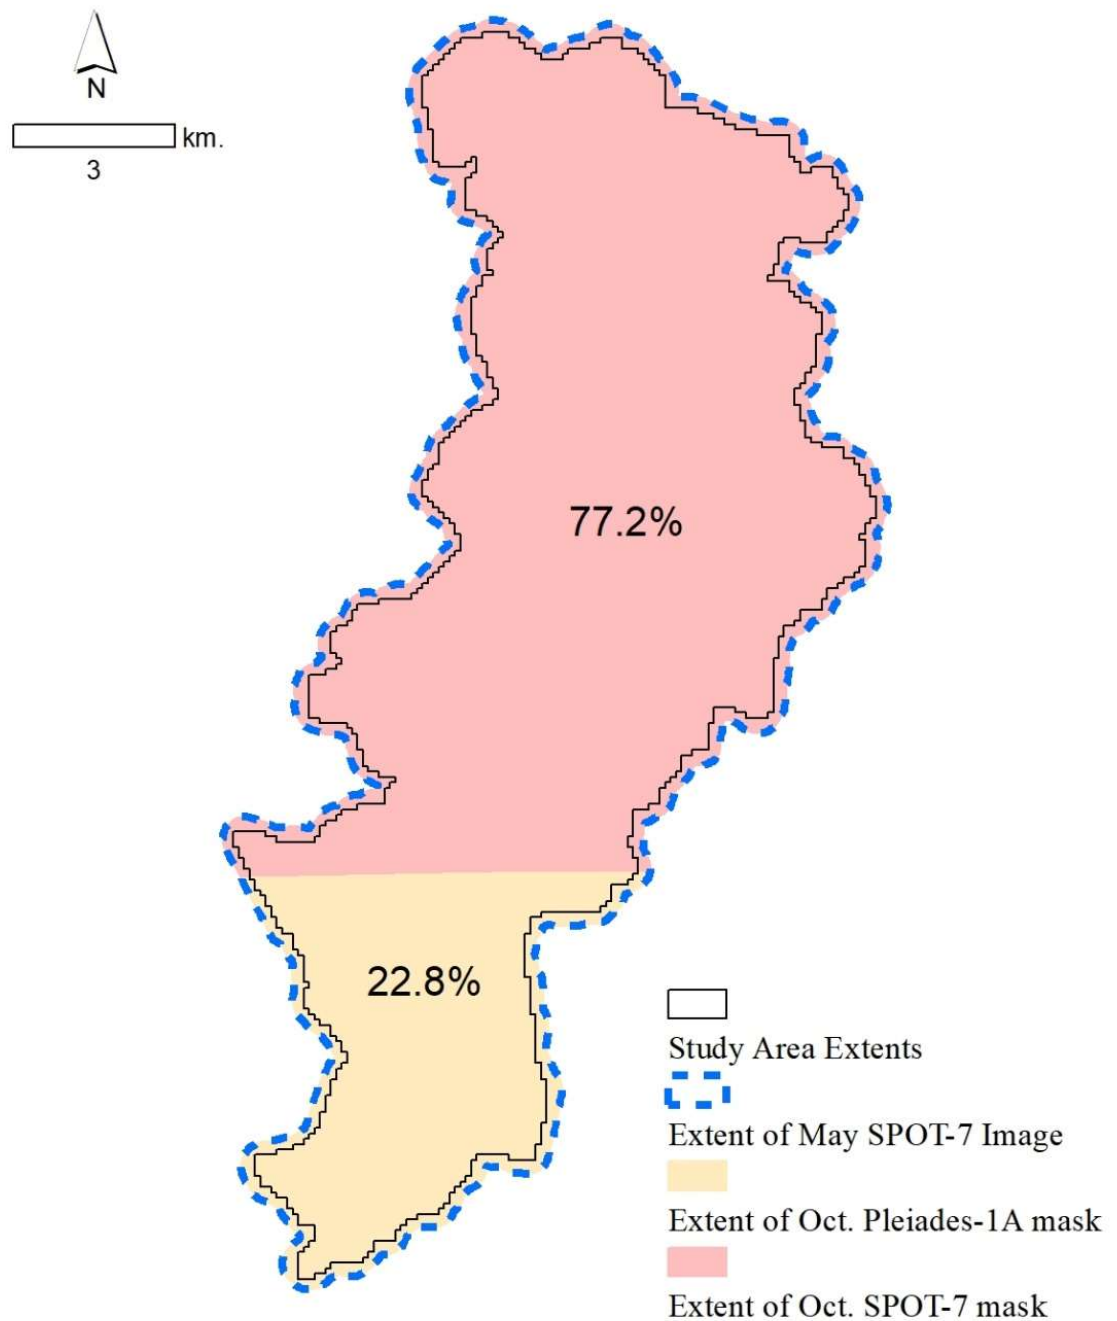 N
km.
3
77.2%
22.8%
Study Area Extents
Extent of May SPOT-7 Image
Extent of Oct. Pleiades-1A mask
Extent of Oct. SPOT-7 mask